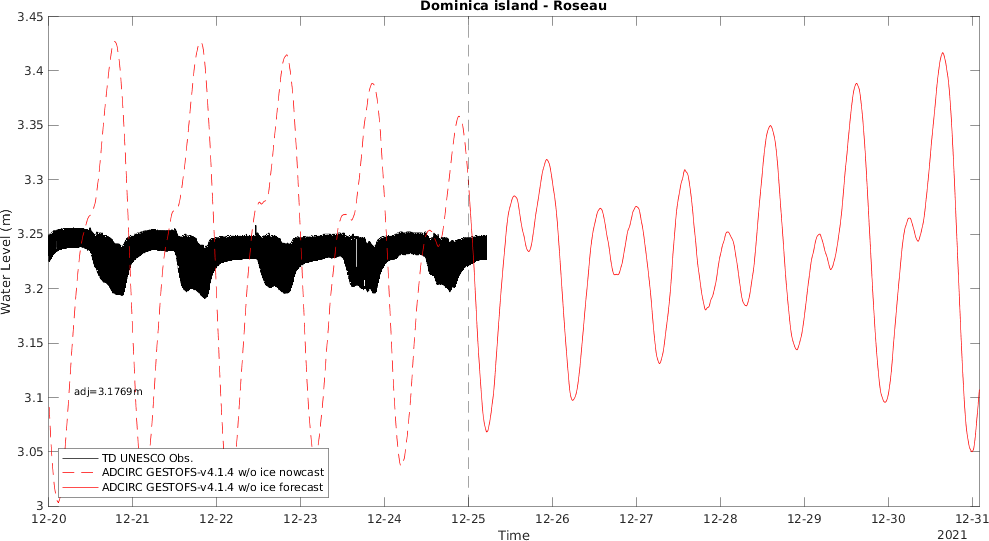 Dominica island - Roseau
3.45
3.4
3.35
3.3
3.25
3.2
3.15
3.1
3.05
3
Water Level (m)
adj=3.1769m
TD UNESCO Obs.
ADCIRC GESTOFS-v4.1.4 w/o ice nowcast
ADCIRC GESTOFS-v4.1.4 w/o ice forecast
12-20 12-21 12-22 12-23 12-24 12-25 12-26 12-27 12-28 12-29 12-30 12-31
Time
2021